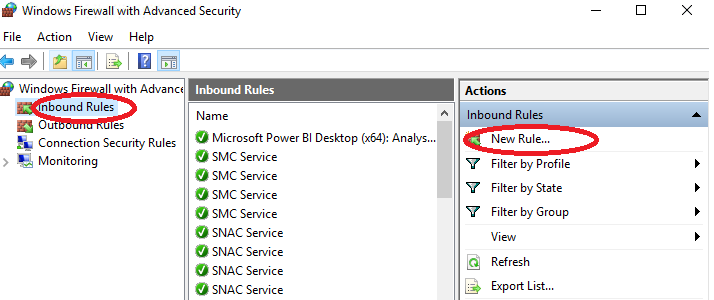 Windows Firewall with Advanced Security
File Action View Help
Windows Firewall with Advance
Inbound Rules
Outbound Rules
Connection Security Rules
Monitoring
Inbound Rules
Name
Microsoft Power BI Desktop (x64): Analys...
SMC Service
SMC Service
SMC Service
SMC Service
SNAC Service
SNAC Service
SNAC Service
SNAC Service
Actions
Inbound Rules
New Rule...
Filter by Profile
Filter by State
Filter by Group
View
Refresh
Export List...